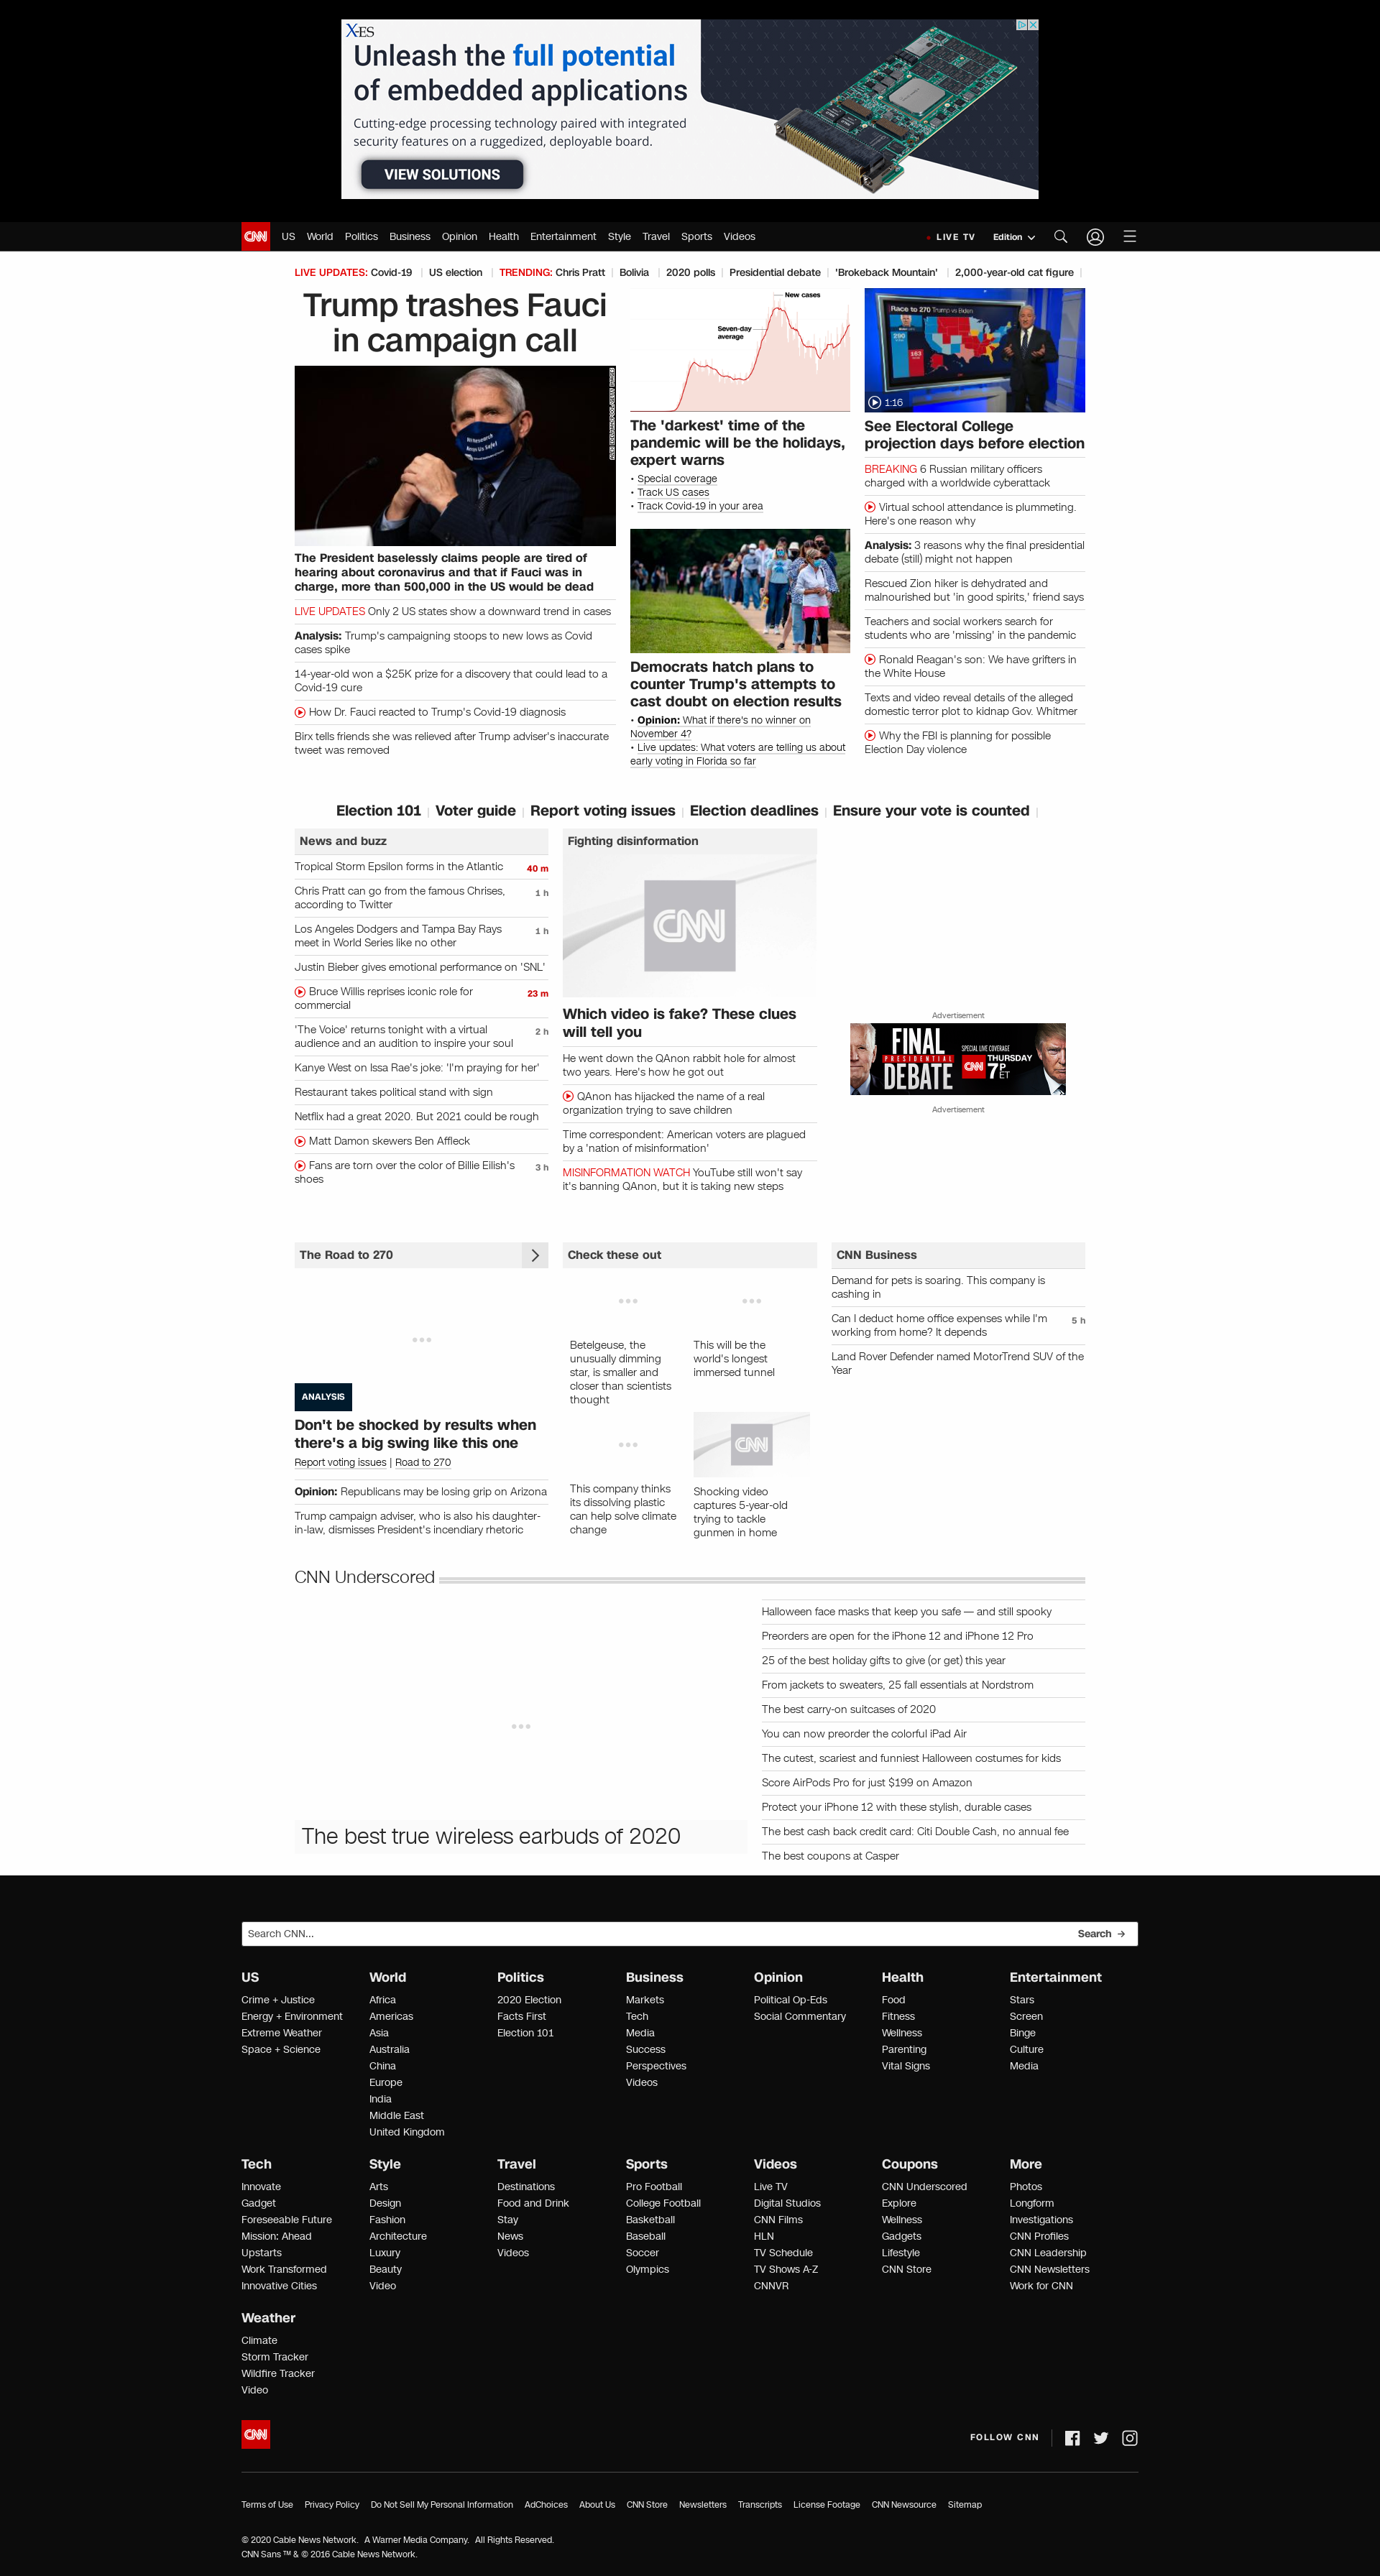 X-ES
Unleash the full potential
of embedded applications
Cutting-edge processing technology paired with integrated
security features on a ruggedized, deployable board.
VIEW SOLUTIONS
CNN US World Politics Business Opinion Health Entertainment Style Travel Sports Videos LIVE TV Edition
LIVE UPDATES: Covid-19 | US election | TRENDING: Chris Pratt | Bolivia | 2020 polls | Presidential debate | 'Brokeback Mountain' | 2,000-year-old cat figure |
Trump trashes Fauci
in campaign call
The President baselessly claims people are tired of
hearing about coronavirus and that if Fauci was in
charge, more than 500,000 in the US would be dead
LIVE UPDATES Only 2 US states show a downward trend in cases
Analysis: Trump's campaigning stoops to new lows as Covid
cases spike
14-year-old won a $25K prize for a discovery that could lead to a
Covid-19 cure
How Dr. Fauci reacted to Trump's Covid-19 diagnosis
Birx tells friends she was relieved after Trump adviser's inaccurate
tweet was removed
New cases
Seven-day
average
The 'darkest' time of the
pandemic will be the holidays,
expert warns
• Special coverage
• Track US cases
• Track Covid-19 in your area
Democrats hatch plans to
counter Trump's attempts to
cast doubt on election results
• Opinion: What if there's no winner on
November 4?
• Live updates: What voters are telling us about
early voting in Florida so far
Race to 270 Trump vs Biden
290
163
1:16
See Electoral College
projection days before election
BREAKING 6 Russian military officers
charged with a worldwide cyberattack
Virtual school attendance is plummeting.
Here's one reason why
Analysis: 3 reasons why the final presidential
debate (still) might not happen
Rescued Zion hiker is dehydrated and
malnourished but 'in good spirits,' friend says
Teachers and social workers search for
students who are 'missing' in the pandemic
Ronald Reagan's son: We have grifters in
the White House
Texts and video reveal details of the alleged
domestic terror plot to kidnap Gov. Whitmer
Why the FBI is planning for possible
Election Day violence
Election 101 | Voter guide | Report voting issues | Election deadlines | Ensure your vote is counted |
News and buzz
Tropical Storm Epsilon forms in the Atlantic 40 m
Chris Pratt can go from the famous Chrises, 1 h
according to Twitter
Los Angeles Dodgers and Tampa Bay Rays 1 h
meet in World Series like no other
Justin Bieber gives emotional performance on 'SNL'
Bruce Willis reprises iconic role for 23 m
commercial
'The Voice' returns tonight with a virtual 2 h
audience and an audition to inspire your soul
Kanye West on Issa Rae's joke: 'I'm praying for her'
Restaurant takes political stand with sign
Netflix had a great 2020. But 2021 could be rough
Matt Damon skewers Ben Affleck
Fans are torn over the color of Billie Eilish's 3 h
shoes
Fighting disinformation
CNN
Which video is fake? These clues
will tell you
He went down the QAnon rabbit hole for almost
two years. Here's how he got out
QAnon has hijacked the name of a real
organization trying to save children
Time correspondent: American voters are plagued
by a 'nation of misinformation'
MISINFORMATION WATCH YouTube still won't say
it's banning QAnon, but it is taking new steps
Advertisement
FINAL
PRESIDENTIAL
DEBATE
SPECIAL LIVE COVERAGE
CNN THURSDAY
7P ET
Advertisement
The Road to 270
ANALYSIS
Don't be shocked by results when
there's a big swing like this one
Report voting issues | Road to 270
Opinion: Republicans may be losing grip on Arizona
Trump campaign adviser, who is also his daughter-
in-law, dismisses President's incendiary rhetoric
Check these out
Betelgeuse, the
unusually dimming
star, is smaller and
closer than scientists
thought
This will be the
world's longest
immersed tunnel
This company thinks
its dissolving plastic
can help solve climate
change
CNN
Shocking video
captures 5-year-old
trying to tackle
gunmen in home
CNN Business
Demand for pets is soaring. This company is
cashing in
Can I deduct home office expenses while I'm 5 h
working from home? It depends
Land Rover Defender named MotorTrend SUV of the
Year
CNN Underscored
The best true wireless earbuds of 2020
Halloween face masks that keep you safe — and still spooky
Preorders are open for the iPhone 12 and iPhone 12 Pro
25 of the best holiday gifts to give (or get) this year
From jackets to sweaters, 25 fall essentials at Nordstrom
The best carry-on suitcases of 2020
You can now preorder the colorful iPad Air
The cutest, scariest and funniest Halloween costumes for kids
Score AirPods Pro for just $199 on Amazon
Protect your iPhone 12 with these stylish, durable cases
The best cash back credit card: Citi Double Cash, no annual fee
The best coupons at Casper
Search CNN... Search →
US
Crime + Justice
Energy + Environment
Extreme Weather
Space + Science
World
Africa
Americas
Asia
Australia
China
Europe
India
Middle East
United Kingdom
Politics
2020 Election
Facts First
Election 101
Business
Markets
Tech
Media
Success
Perspectives
Videos
Opinion
Political Op-Eds
Social Commentary
Health
Food
Fitness
Wellness
Parenting
Vital Signs
Entertainment
Stars
Screen
Binge
Culture
Media
Tech
Innovate
Gadget
Foreseeable Future
Mission: Ahead
Upstarts
Work Transformed
Innovative Cities
Style
Arts
Design
Fashion
Architecture
Luxury
Beauty
Video
Travel
Destinations
Food and Drink
Stay
News
Videos
Sports
Pro Football
College Football
Basketball
Baseball
Soccer
Olympics
Videos
Live TV
Digital Studios
CNN Films
HLN
TV Schedule
TV Shows A-Z
CNNVR
Coupons
CNN Underscored
Explore
Wellness
Gadgets
Lifestyle
CNN Store
More
Photos
Longform
Investigations
CNN Profiles
CNN Leadership
CNN Newsletters
Work for CNN
Weather
Climate
Storm Tracker
Wildfire Tracker
Video
CNN
FOLLOW CNN
Terms of Use Privacy Policy Do Not Sell My Personal Information AdChoices About Us CNN Store Newsletters Transcripts License Footage CNN Newsource Sitemap
© 2020 Cable News Network. A Warner Media Company. All Rights Reserved.
CNN Sans ™ & © 2016 Cable News Network.